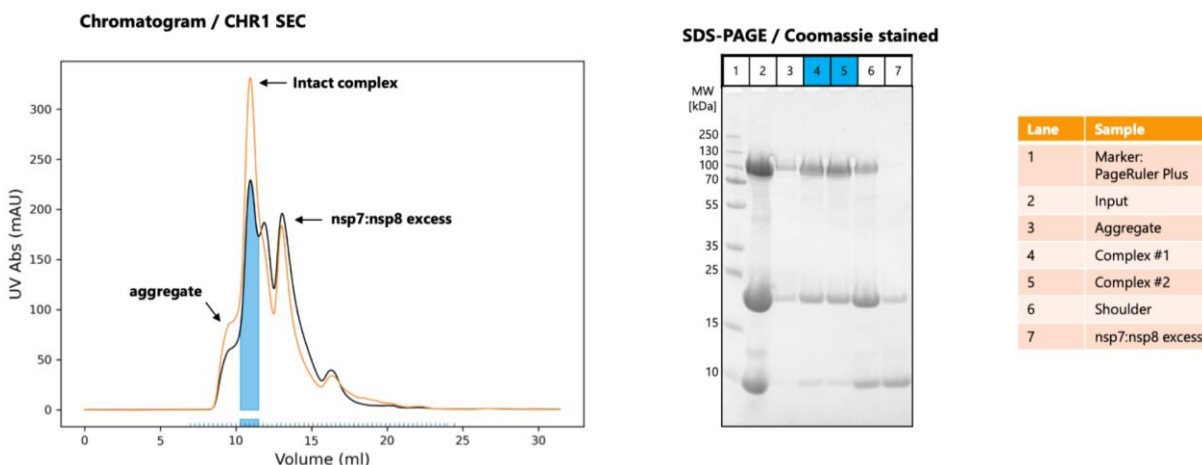 Chromatogram / CHR1 SEC
300
250
200
150
100
50
0
UV Abs (mAU)
Intact complex
nsp7:nsp8 excess
aggregate
0 5 10 15 20 25 30
Volume (ml)
SDS-PAGE / Coomassie stained
1 2 3 4 5 6 7
MW
[kDa]
250
130
100
70
55
35
25
15
10
Lane Sample
1 Marker:
PageRuler Plus
2 Input
3 Aggregate
4 Complex #1
5 Complex #2
6 Shoulder
7 nsp7:nsp8 excess